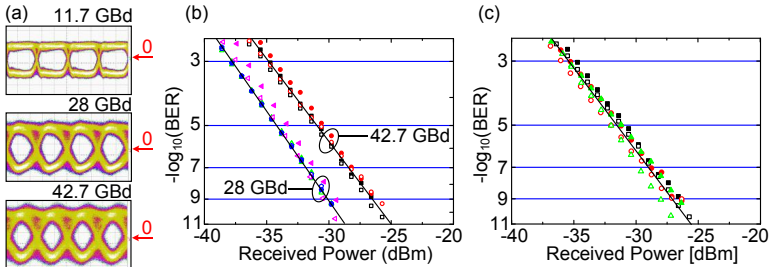 (a)
11.7 GBd
0
28 GBd
0
42.7 GBd
0
(b)
-log10(BER)
3
5
7
9
11
42.7 GBd
28 GBd
-40 -35 -30 -25 -20
Received Power (dBm)
(c)
-log10(BER)
3
5
7
9
11
-40 -35 -30 -25 -20
Received Power [dBm]